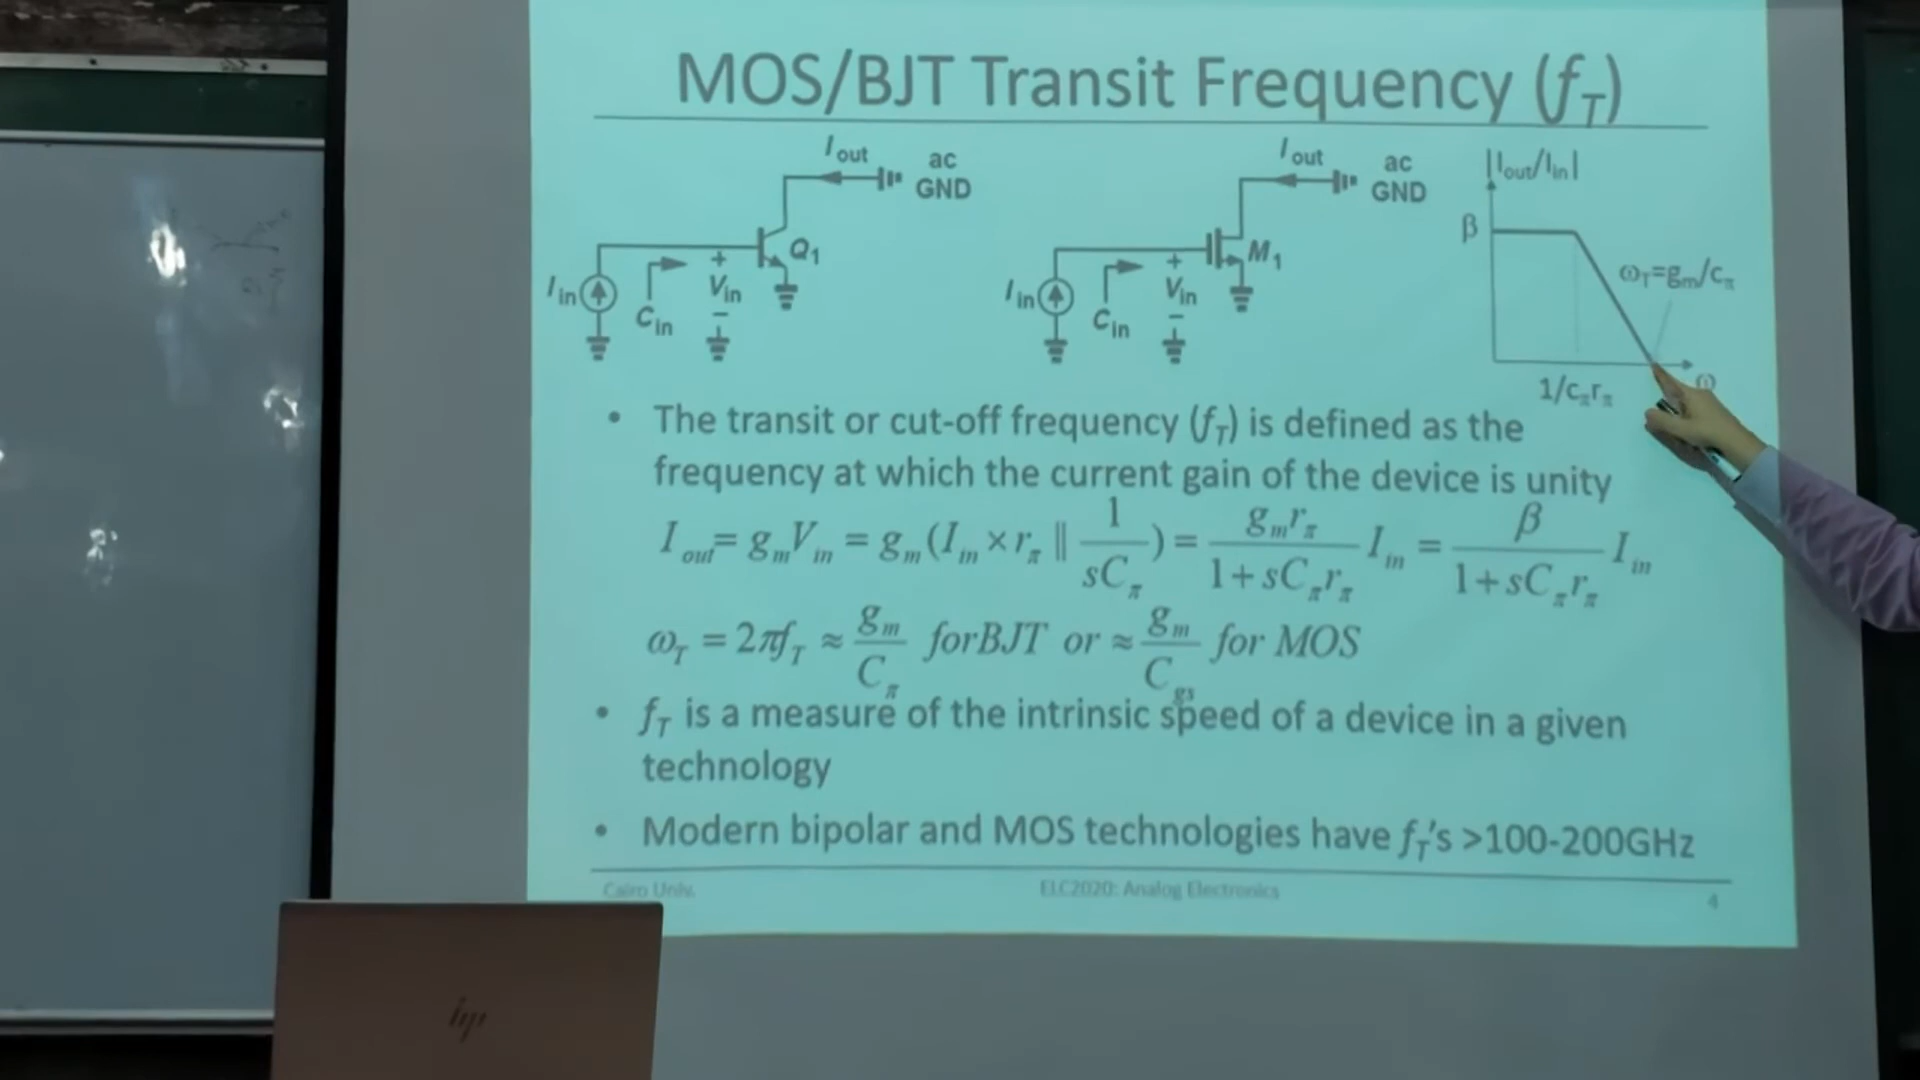 MOS/BJT Transit Frequency (fT)
Iout
ac
GND
Q1
Iin
Cin
+
Vin
−
Iout
ac
GND
M1
Iin
Cin
+
Vin
−
|Iout/Iin|
β
ωT=gm/cπ
ω
1/cπrπ
• The transit or cut-off frequency (fT) is defined as the
frequency at which the current gain of the device is unity
Iout = gmVin = gm(Iin × rπ || 1/sCπ) = gmrπ/1+sCπrπ Iin = β/1+sCπrπ Iin
ωT = 2πfT ≈ gm/Cπ forBJT or ≈ gm/Cgs for MOS
• fT is a measure of the intrinsic speed of a device in a given
technology
• Modern bipolar and MOS technologies have fT's >100-200GHz
Cairo Univ.
ELC2020: Analog Electronics
4
hp